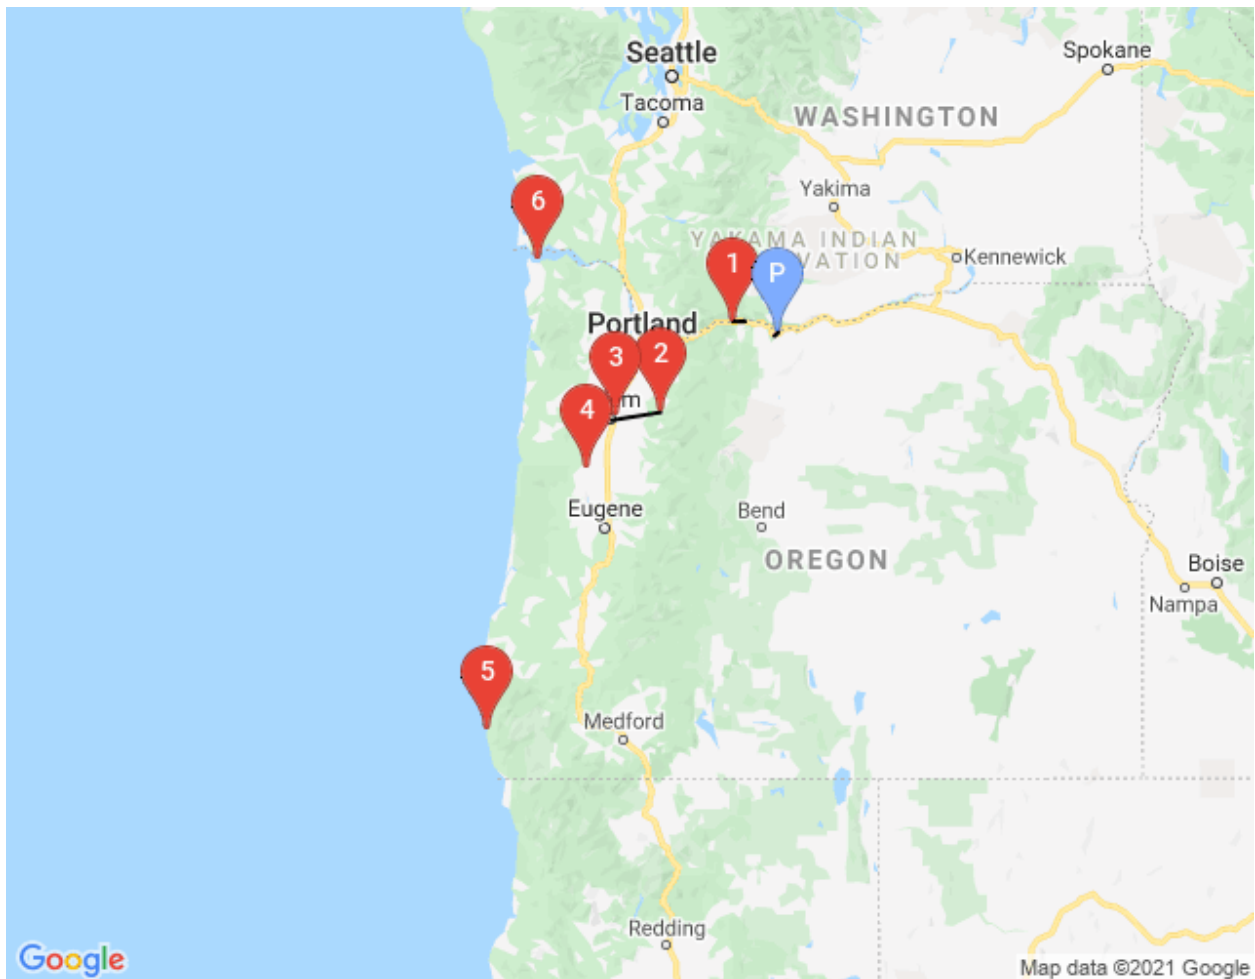 Seattle
Spokane
Tacoma
WASHINGTON
Yakima
6
YAKAMA INDIAN
VATION
1
P
Kennewick
Portland
3
2
m
4
Eugene
Bend
OREGON
Boise
Nampa
5
Medford
Redding
Google
Map data ©2021 Google